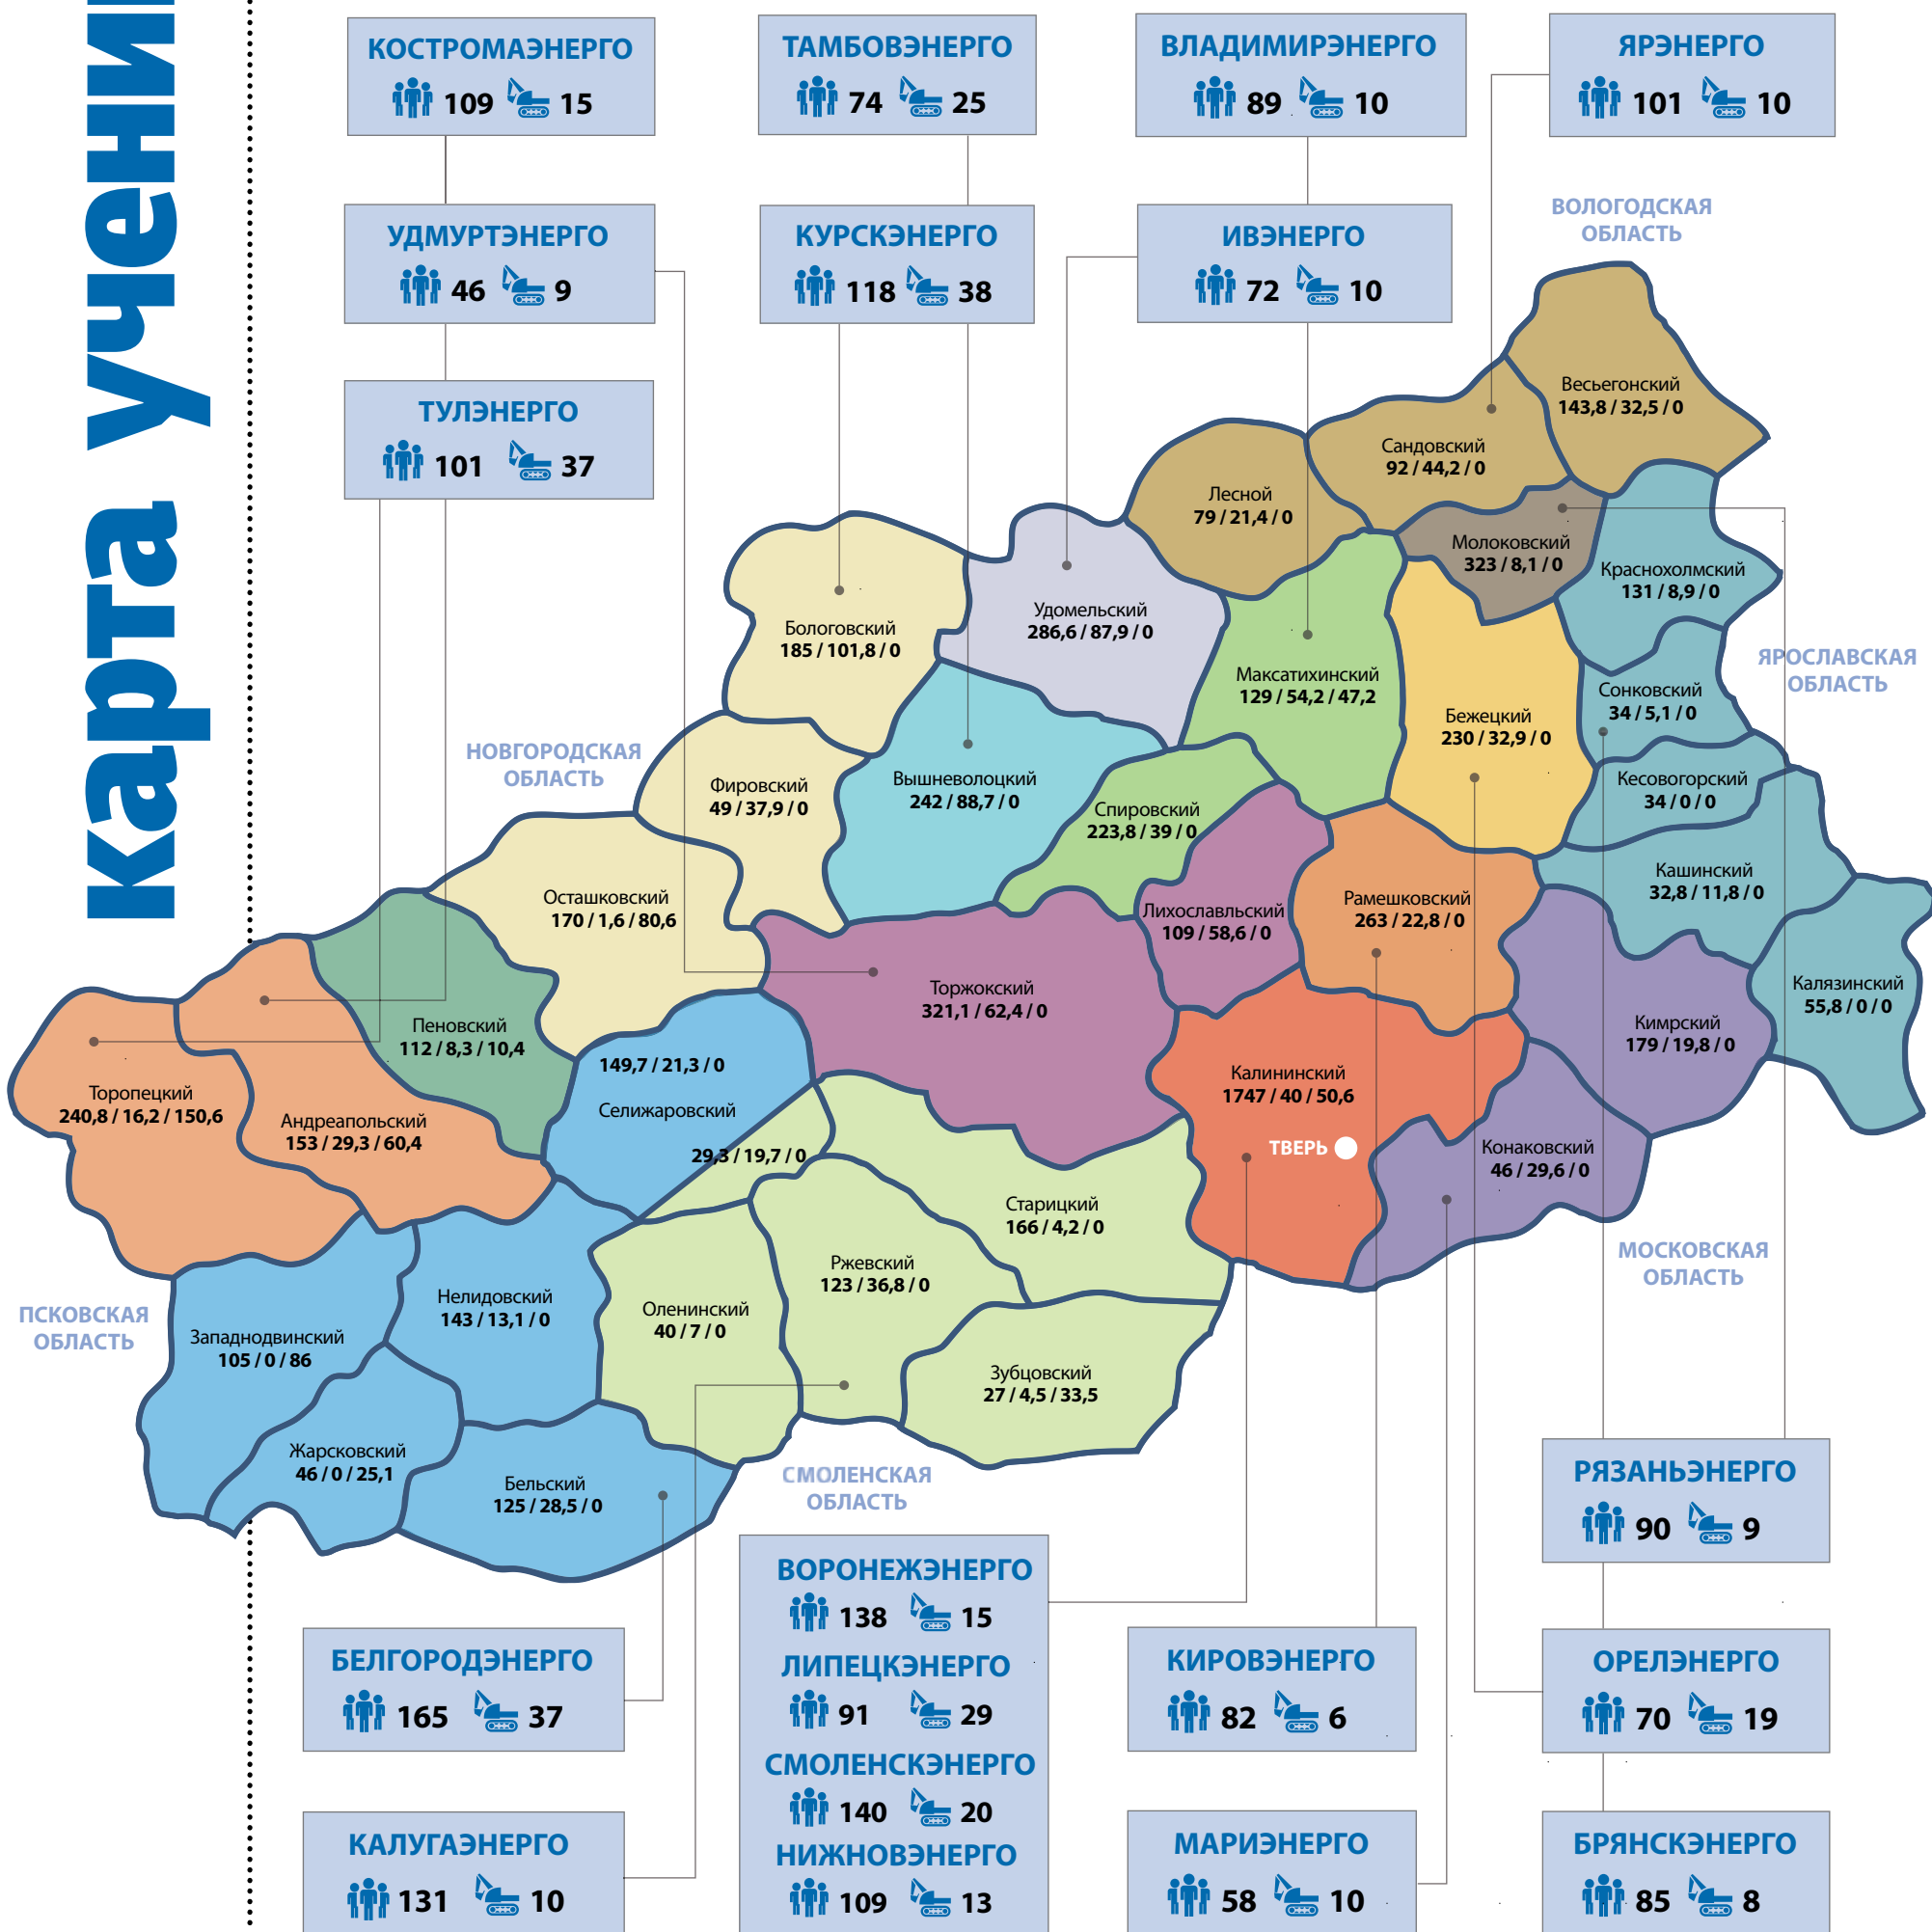 карта учени
КОСТРОМАЭНЕРГО
109 15
ТАМБОВЭНЕРГО
74 25
ВЛАДИМИРЭНЕРГО
89 10
ЯРЭНЕРГО
101 10
УДМУРТЭНЕРГО
46 9
КУРСКЭНЕРГО
118 38
ИВЭНЕРГО
72 10
ВОЛОГОДСКАЯ
ОБЛАСТЬ
ТУЛЭНЕРГО
101 37
Весьегонский
143,8 / 32,5 / 0
Сандовский
92 / 44,2 / 0
Лесной
79 / 21,4 / 0
Молоковский
323 / 8,1 / 0
Краснохолмский
131 / 8,9 / 0
Удомельский
286,6 / 87,9 / 0
Бологовский
185 / 101,8 / 0
Максатихинский
129 / 54,2 / 47,2
ЯРОСЛАВСКАЯ
ОБЛАСТЬ
Сонковский
34 / 5,1 / 0
Бежецкий
230 / 32,9 / 0
НОВГОРОДСКАЯ
ОБЛАСТЬ
Фировский
49 / 37,9 / 0
Вышневолоцкий
242 / 88,7 / 0
Спировский
223,8 / 39 / 0
Кесовогорский
34 / 0 / 0
Кашинский
32,8 / 11,8 / 0
Осташковский
170 / 1,6 / 80,6
Лихославльский
109 / 58,6 / 0
Рамешковский
263 / 22,8 / 0
Торжокский
321,1 / 62,4 / 0
Калязинский
55,8 / 0 / 0
Пеновский
112 / 8,3 / 10,4
Кимрский
179 / 19,8 / 0
149,7 / 21,3 / 0
Селижаровский
29,3 / 19,7 / 0
Калининский
1747 / 40 / 50,6
ТВЕРЬ
Торопецкий
240,8 / 16,2 / 150,6
Андреапольский
153 / 29,3 / 60,4
Конаковский
46 / 29,6 / 0
Старицкий
166 / 4,2 / 0
МОСКОВСКАЯ
ОБЛАСТЬ
Ржевский
123 / 36,8 / 0
Нелидовский
143 / 13,1 / 0
Оленинский
40 / 7 / 0
ПСКОВСКАЯ
ОБЛАСТЬ
Западнодвинский
105 / 0 / 86
Зубцовский
27 / 4,5 / 33,5
Жарсковский
46 / 0 / 25,1
Бельский
125 / 28,5 / 0
СМОЛЕНСКАЯ
ОБЛАСТЬ
РЯЗАНЬЭНЕРГО
90 9
ВОРОНЕЖЭНЕРГО
138 15
ЛИПЕЦКЭНЕРГО
91 29
СМОЛЕНСКЭНЕРГО
140 20
НИЖНОВЭНЕРГО
109 13
БЕЛГОРОДЭНЕРГО
165 37
КИРОВЭНЕРГО
82 6
ОРЕЛЭНЕРГО
70 19
КАЛУГАЭНЕРГО
131 10
МАРИЭНЕРГО
58 10
БРЯНСКЭНЕРГО
85 8